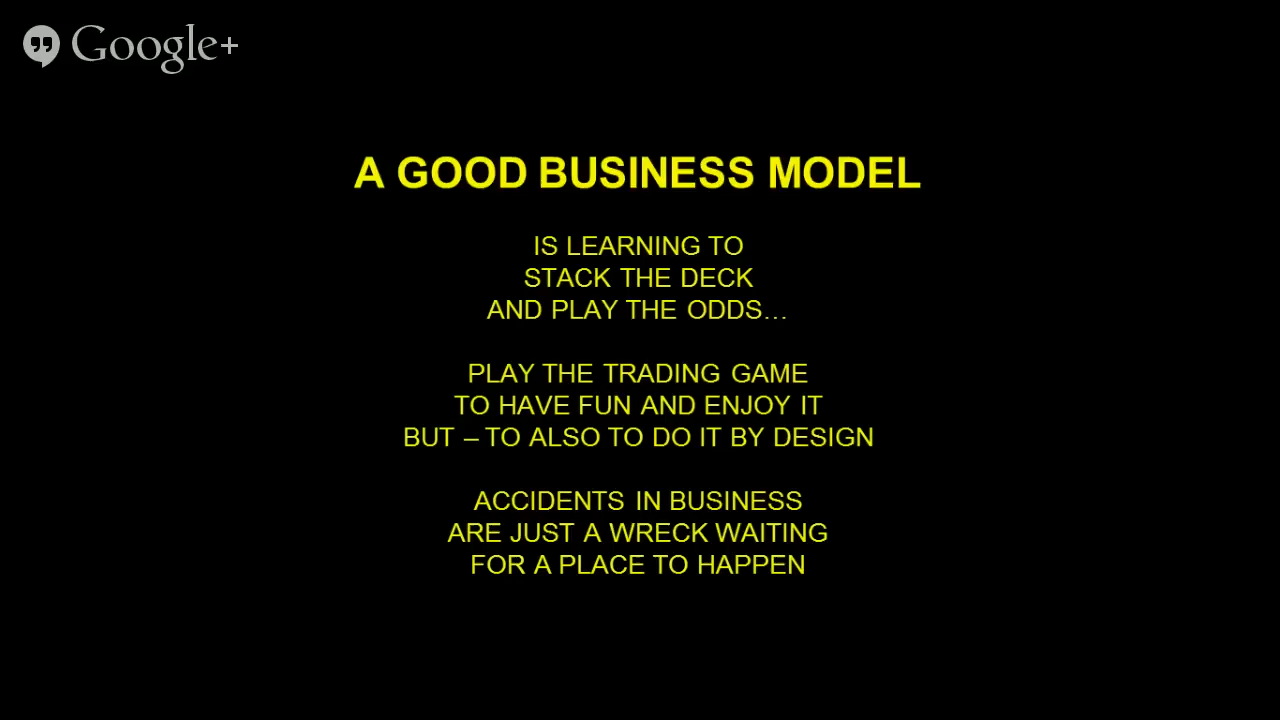 Google+
A GOOD BUSINESS MODEL
IS LEARNING TO
STACK THE DECK
AND PLAY THE ODDS…
PLAY THE TRADING GAME
TO HAVE FUN AND ENJOY IT
BUT – TO ALSO TO DO IT BY DESIGN
ACCIDENTS IN BUSINESS
ARE JUST A WRECK WAITING
FOR A PLACE TO HAPPEN